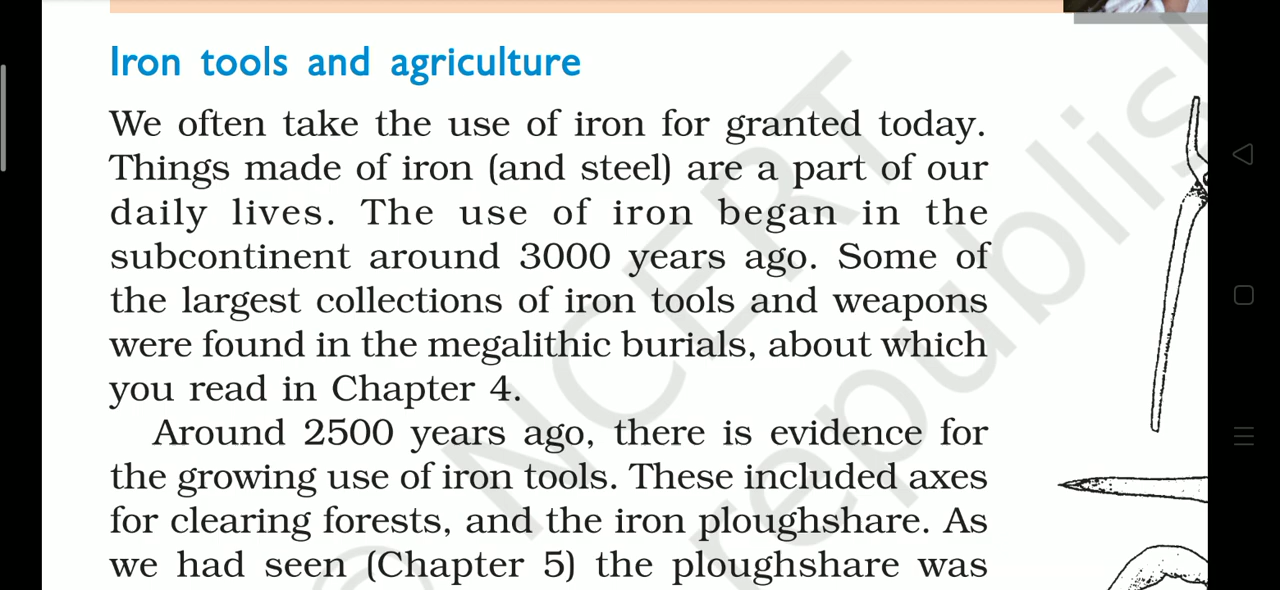 Iron tools and agriculture
We often take the use of iron for granted today.
Things made of iron (and steel) are a part of our
daily lives. The use of iron began in the
subcontinent around 3000 years ago. Some of
the largest collections of iron tools and weapons
were found in the megalithic burials, about which
you read in Chapter 4.
Around 2500 years ago, there is evidence for
the growing use of iron tools. These included axes
for clearing forests, and the iron ploughshare. As
we had seen (Chapter 5) the ploughshare was
© NCERT
republish